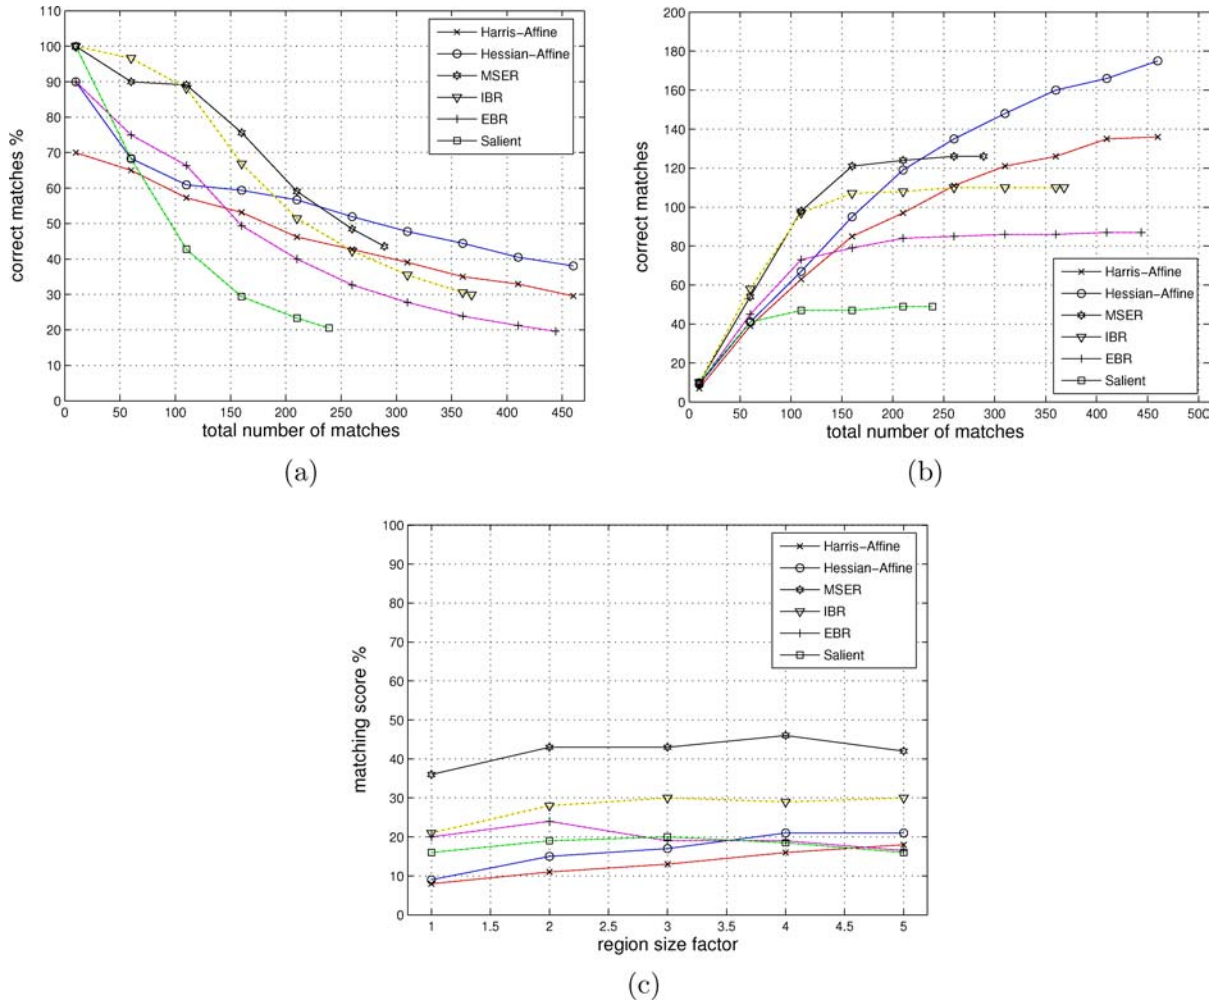 110
100
90
80
70
60
50
40
30
20
10
0
correct matches %
0 50 100 150 200 250 300 350 400 450
total number of matches
Harris-Affine
Hessian-Affine
MSER
IBR
EBR
Salient
(a)
200
180
160
140
120
100
80
60
40
20
0
correct matches
0 50 100 150 200 250 300 350 400 450 500
total number of matches
Harris-Affine
Hessian-Affine
MSER
IBR
EBR
Salient
(b)
100
90
80
70
60
50
40
30
20
10
0
matching score %
1 1.5 2 2.5 3 3.5 4 4.5 5
region size factor
Harris-Affine
Hessian-Affine
MSER
IBR
EBR
Salient
(c)